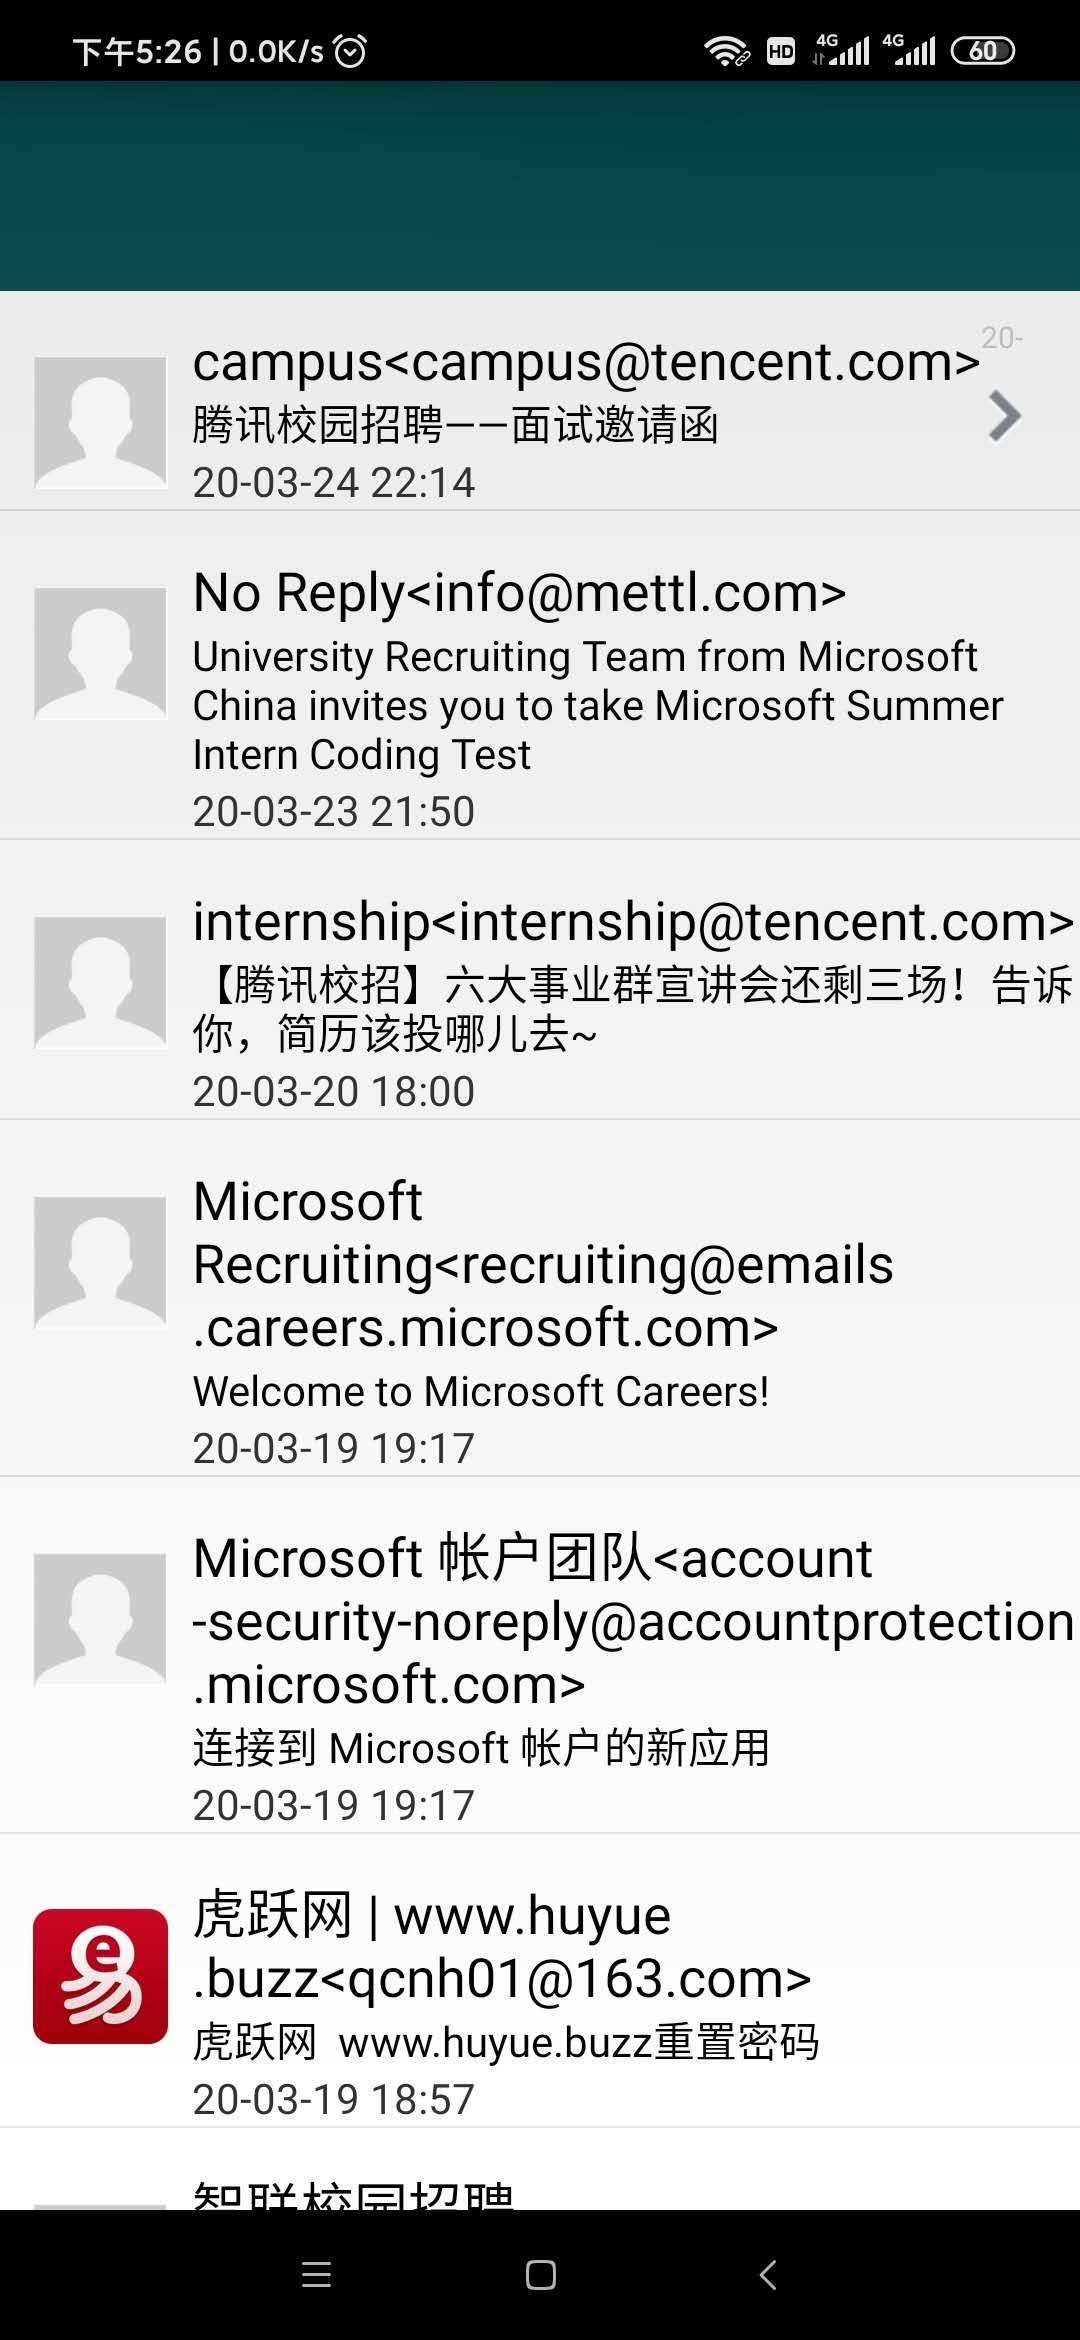 下午5:26 | 0.0K/s
HD 4G 4G 60
20-
campus<campus@tencent.com>
腾讯校园招聘——面试邀请函
20-03-24 22:14
No Reply<info@mettl.com>
University Recruiting Team from Microsoft
China invites you to take Microsoft Summer
Intern Coding Test
20-03-23 21:50
internship<internship@tencent.com>
【腾讯校招】六大事业群宣讲会还剩三场！告诉
你，简历该投哪儿去~
20-03-20 18:00
Microsoft
Recruiting<recruiting@emails
.careers.microsoft.com>
Welcome to Microsoft Careers!
20-03-19 19:17
Microsoft 帐户团队<account
-security-noreply@accountprotection
.microsoft.com>
连接到 Microsoft 帐户的新应用
20-03-19 19:17
易
虎跃网 | www.huyue
.buzz<qcnh01@163.com>
虎跃网 www.huyue.buzz重置密码
20-03-19 18:57
智联校园招聘